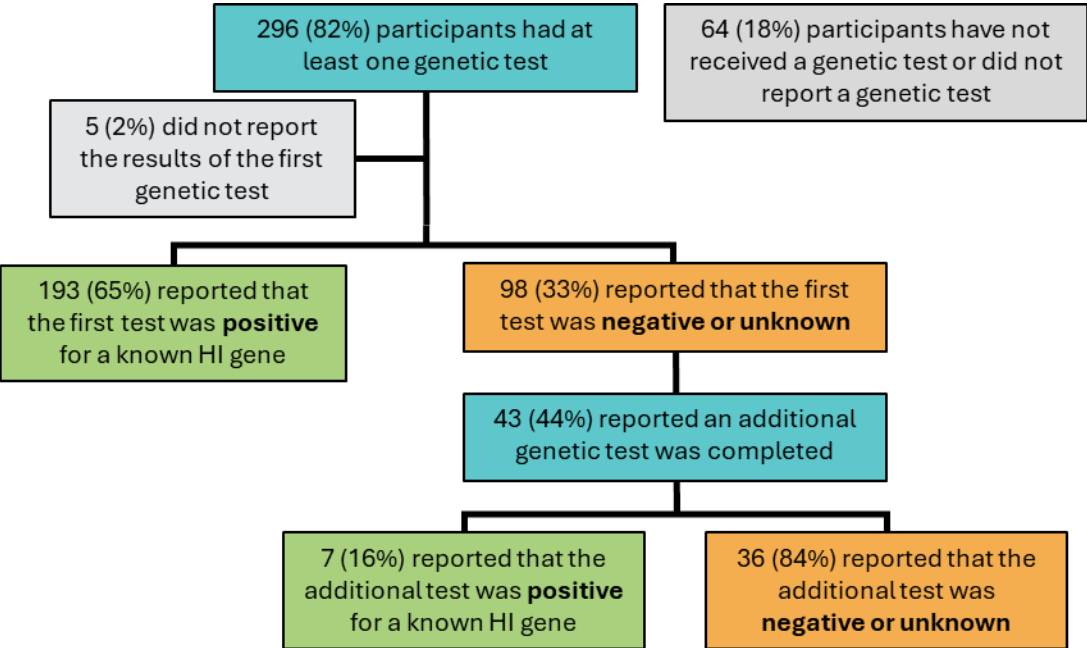 296 (82%) participants had at
least one genetic test
64 (18%) participants have not
received a genetic test or did not
report a genetic test
5 (2%) did not report
the results of the first
genetic test
193 (65%) reported that
the first test was positive
for a known HI gene
98 (33%) reported that the first
test was negative or unknown
43 (44%) reported an additional
genetic test was completed
7 (16%) reported that the
additional test was positive
for a known HI gene
36 (84%) reported that the
additional test was
negative or unknown